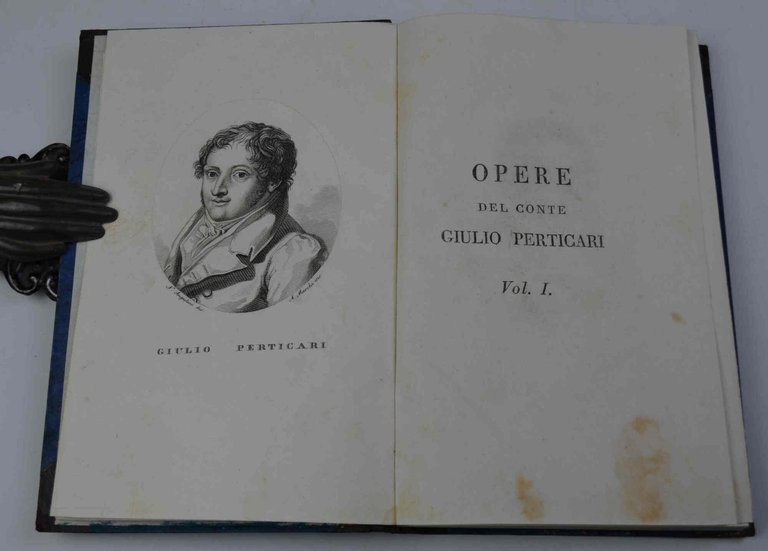 GIULIO PERTICARI
OPERE
DEL CONTE
GIULIO PERTICARI
Vol. I.